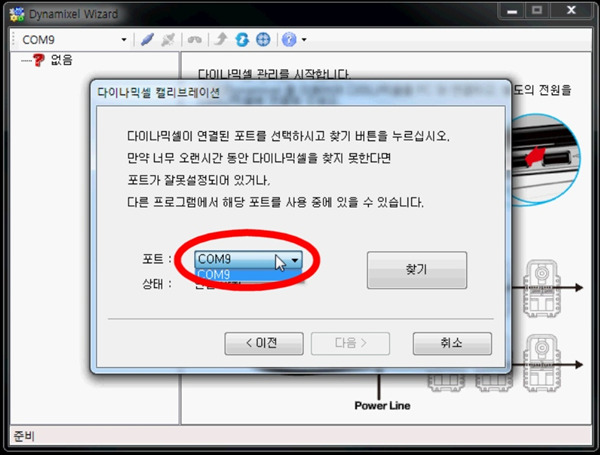 Dynamixel Wizard
COM9
없음
다이나믹셀 관리를 시작합니다.
도의 전원을
다이나믹셀 캘리브레이션
다이나믹셀이 연결된 포트를 선택하시고 찾기 버튼을 누르십시오.
만약 너무 오랜시간 동안 다이나믹셀을 찾지 못한다면
포트가 잘못설정되어 있거나,
다른 프로그램에서 해당 포트를 사용 중에 있을 수 있습니다.
포트 : COM9
COM9
찾기
상태 :
< 이전 다음 > 취소
Power Line
준비